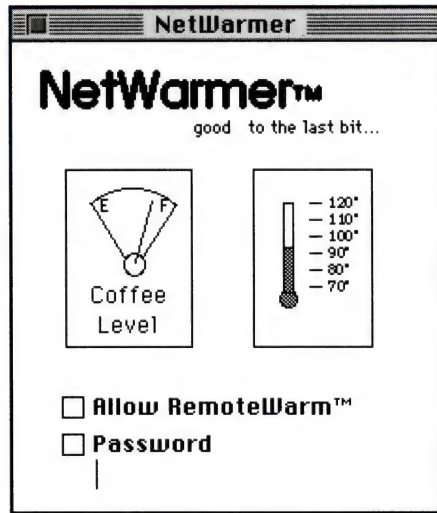 NetWarmer
NetWarmer™
good to the last bit...
E F
Coffee
Level
120°
110°
100°
90°
80°
70°
Allow RemoteWarm™
Password